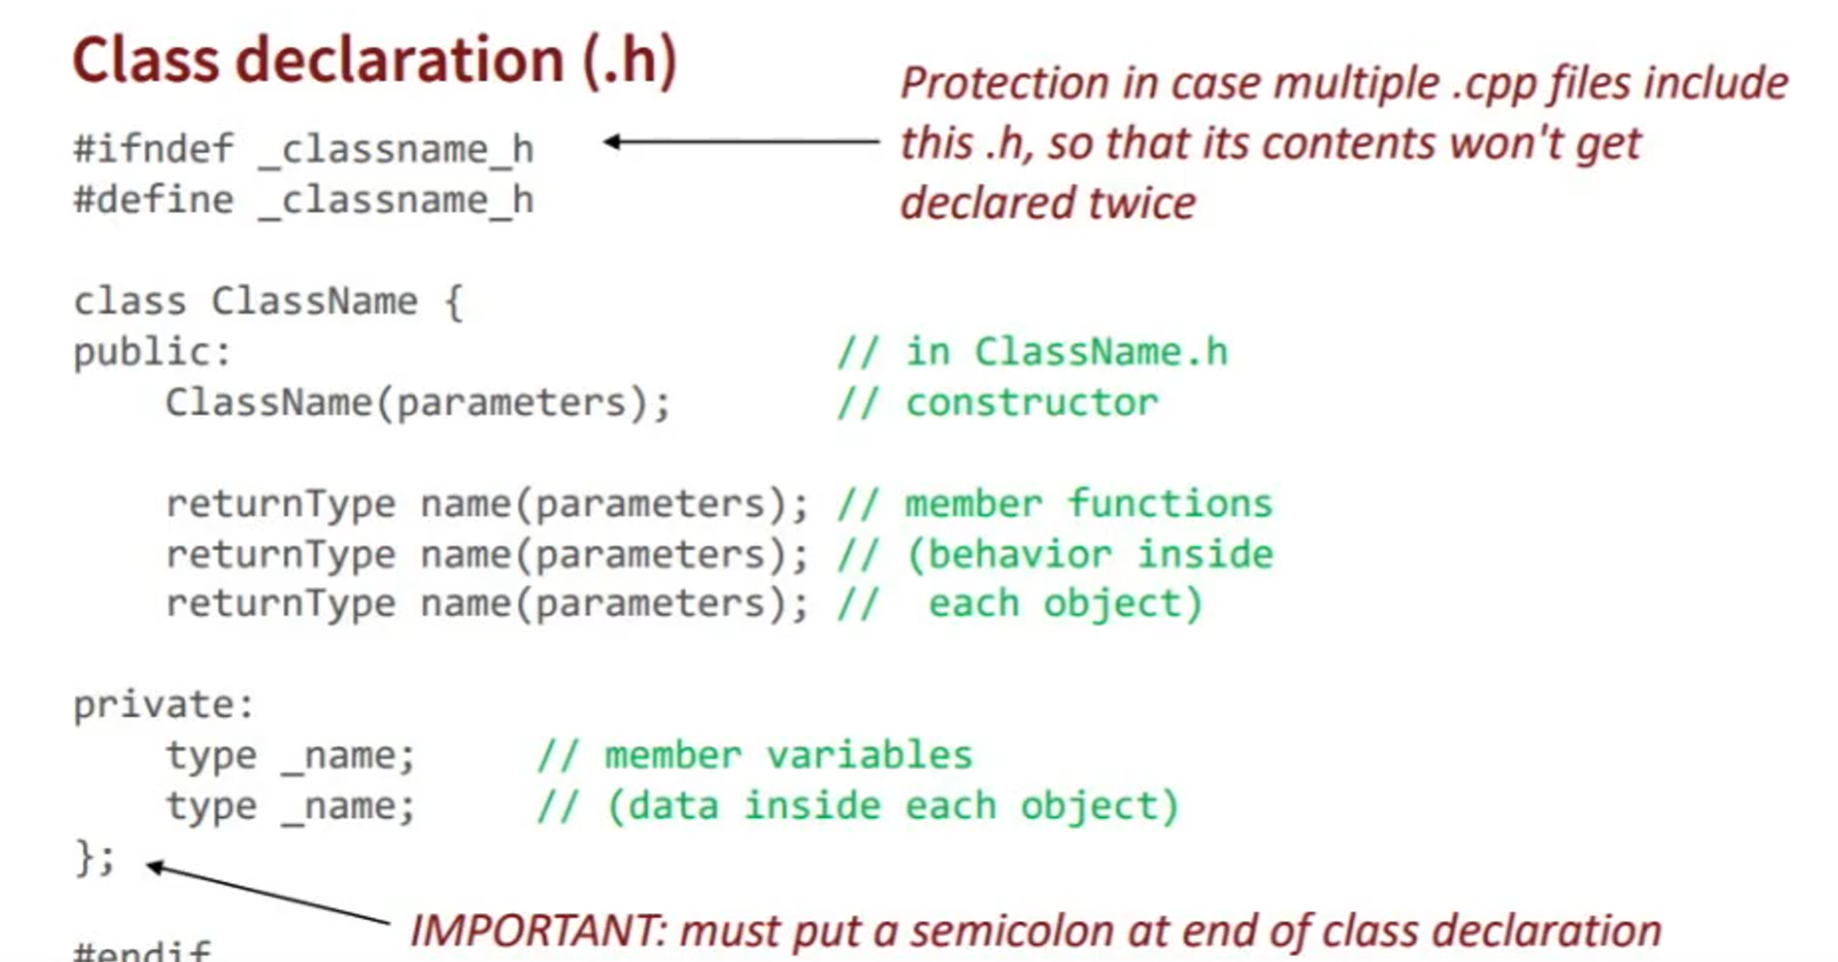 Class declaration (.h)
Protection in case multiple .cpp files include
this .h, so that its contents won't get
declared twice
#ifndef _classname_h
#define _classname_h
class ClassName {
public:                          // in ClassName.h
    ClassName(parameters);       // constructor
    returnType name(parameters); // member functions
    returnType name(parameters); // (behavior inside
    returnType name(parameters); //  each object)
private:
    type _name;     // member variables
    type _name;     // (data inside each object)
};
IMPORTANT: must put a semicolon at end of class declaration
#endif